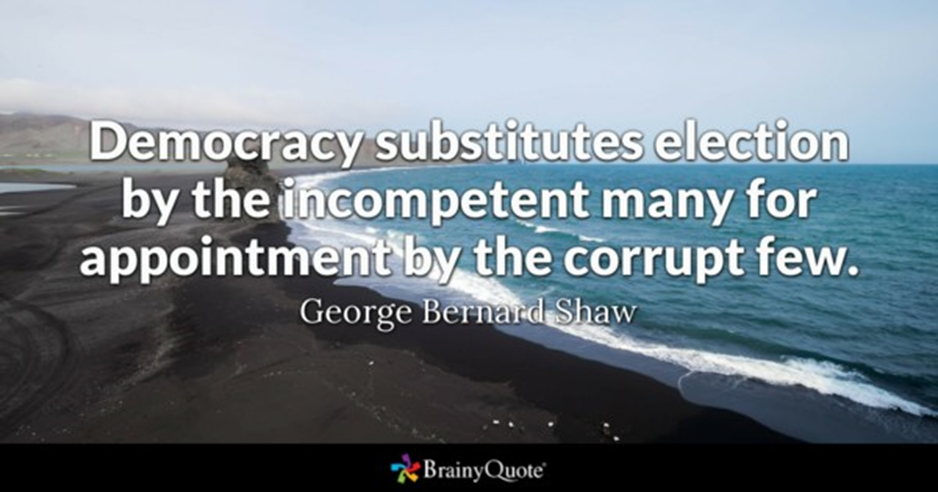 Democracy substitutes election
by the incompetent many for
appointment by the corrupt few.
George Bernard Shaw
BrainyQuote®